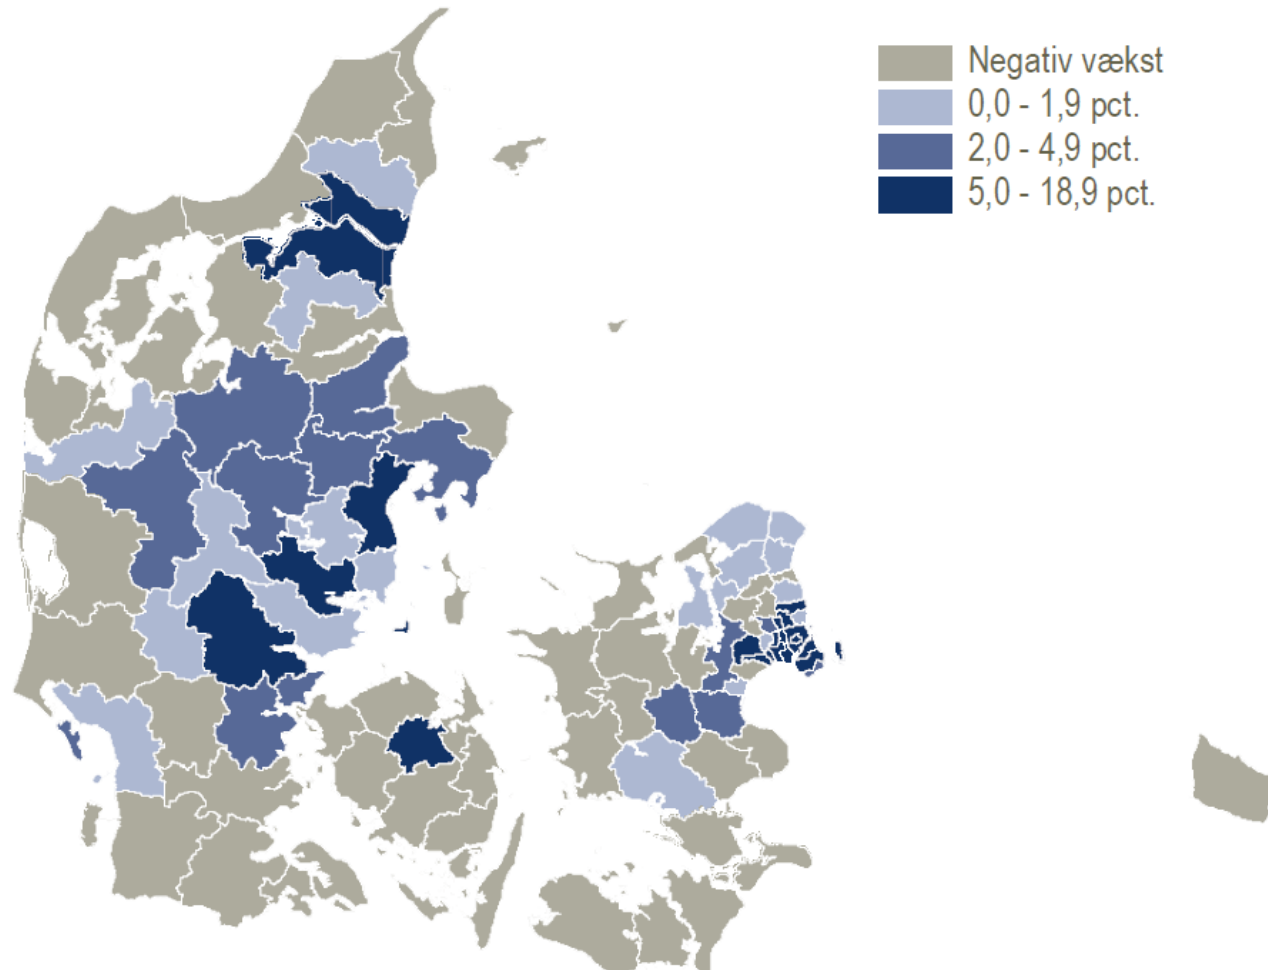 Negativ vækst
0,0 - 1,9 pct.
2,0 - 4,9 pct.
5,0 - 18,9 pct.